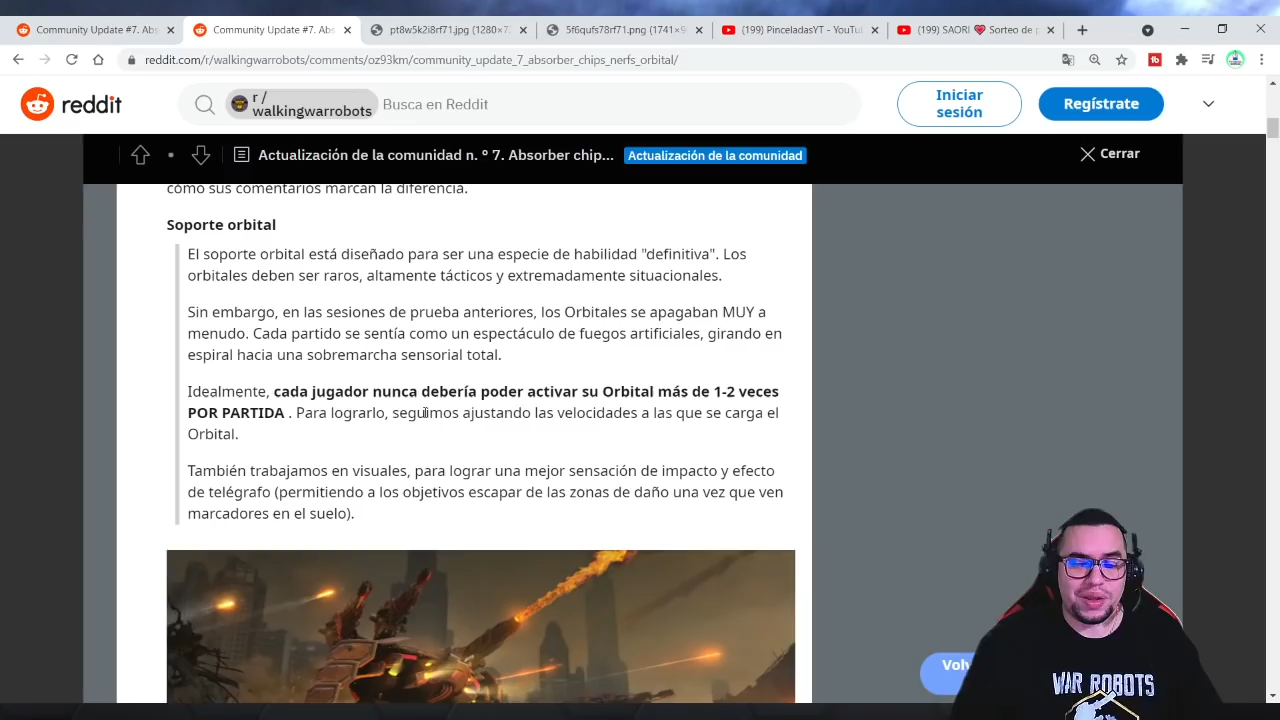 Community Update #7. Abs
Community Update #7. Abs
pt8w5k2i8rf71.jpg (1280×7
5f6qufs78rf71.png (1741×9
(199) PinceladasYT - YouTu
(199) SAORI 💗 Sorteo de p
reddit.com/r/walkingwarrobots/comments/oz93km/community_update_7_absorber_chips_nerfs_orbital/
reddit
r /
walkingwarrobots
Busca en Reddit
Iniciar
sesión
Regístrate
Actualización de la comunidad n. ° 7. Absorber chip...
Actualización de la comunidad
Cerrar
cómo sus comentarios marcan la diferencia.
Soporte orbital
El soporte orbital está diseñado para ser una especie de habilidad "definitiva". Los
orbitales deben ser raros, altamente tácticos y extremadamente situacionales.
Sin embargo, en las sesiones de prueba anteriores, los Orbitales se apagaban MUY a
menudo. Cada partido se sentía como un espectáculo de fuegos artificiales, girando en
espiral hacia una sobremarcha sensorial total.
Idealmente, cada jugador nunca debería poder activar su Orbital más de 1-2 veces
POR PARTIDA . Para lograrlo, seguimos ajustando las velocidades a las que se carga el
Orbital.
También trabajamos en visuales, para lograr una mejor sensación de impacto y efecto
de telégrafo (permitiendo a los objetivos escapar de las zonas de daño una vez que ven
marcadores en el suelo).
Volv
WAR ROBOTS